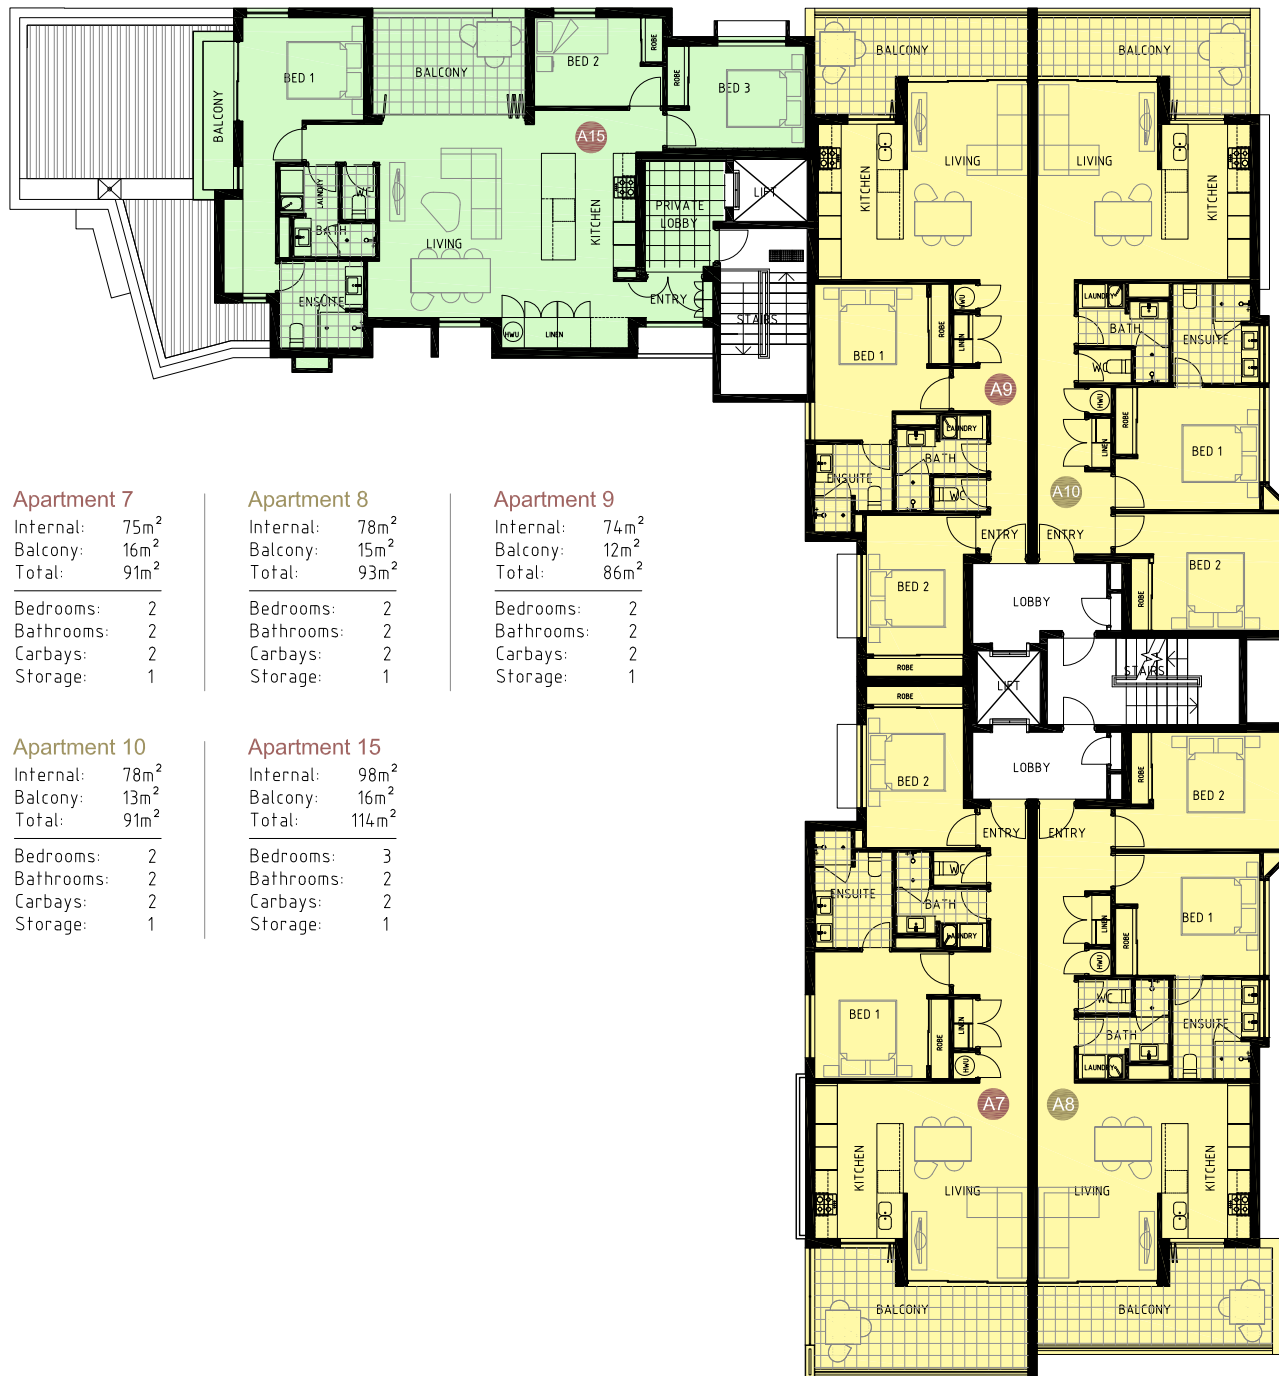 BED 1
BALCONY
BALCONY
BED 2
ROBE
ROBE
BED 3
A15
LAUNDRY
WC
BATH
ENSUITE
LIVING
KITCHEN
PRIVATE
LOBBY
LIFT
ENTRY
HWU
LINEN
STAIRS
BALCONY
BALCONY
LIVING
LIVING
KITCHEN
KITCHEN
BED 1
ROBE
HWU
LINEN
A9
LAUNDRY
BATH
WC
ENSUITE
ENTRY
BED 2
ROBE
LAUNDRY
BATH
WC
ENSUITE
HWU
LINEN
ROBE
BED 1
A10
ENTRY
BED 2
ROBE
LOBBY
LIFT
STAIRS
LOBBY
ROBE
BED 2
ENTRY
ENSUITE
WC
BATH
LAUNDRY
BED 1
ROBE
LINEN
HWU
A7
KITCHEN
LIVING
BALCONY
ROBE
BED 2
ENTRY
BED 1
ROBE
LINEN
HWU
WC
BATH
LAUNDRY
ENSUITE
A8
KITCHEN
LIVING
BALCONY
Apartment 7
Internal: 75m²
Balcony: 16m²
Total: 91m²
Bedrooms: 2
Bathrooms: 2
Carbays: 2
Storage: 1
Apartment 8
Internal: 78m²
Balcony: 15m²
Total: 93m²
Bedrooms: 2
Bathrooms: 2
Carbays: 2
Storage: 1
Apartment 9
Internal: 74m²
Balcony: 12m²
Total: 86m²
Bedrooms: 2
Bathrooms: 2
Carbays: 2
Storage: 1
Apartment 10
Internal: 78m²
Balcony: 13m²
Total: 91m²
Bedrooms: 2
Bathrooms: 2
Carbays: 2
Storage: 1
Apartment 15
Internal: 98m²
Balcony: 16m²
Total: 114m²
Bedrooms: 3
Bathrooms: 2
Carbays: 2
Storage: 1